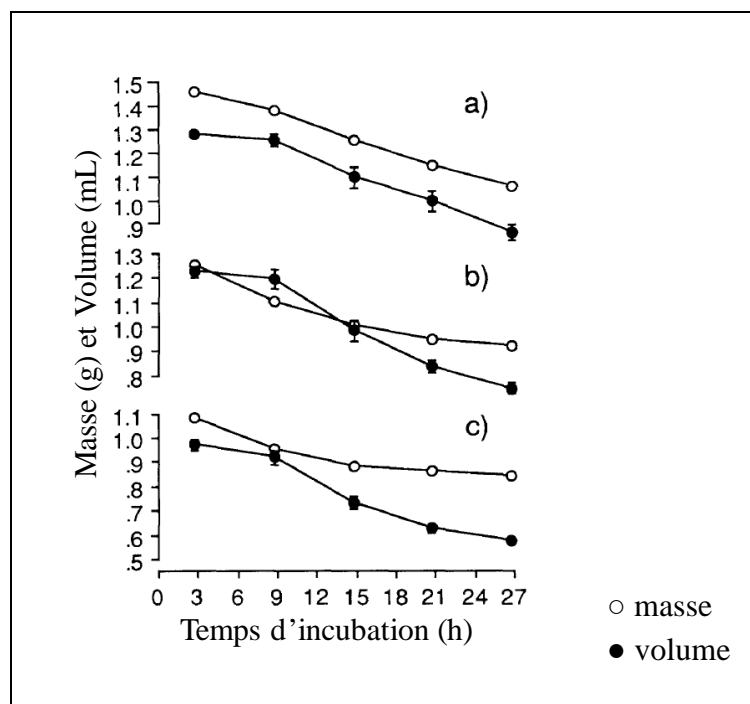 1.5
1.4
1.3
1.2
1.1
1.0
.9
a)
1.3
1.2
1.1
1.0
.9
.8
b)
1.1
1.0
.9
.8
.7
.6
.5
c)
Masse (g) et Volume (mL)
0 3 6 9 12 15 18 21 24 27
Temps d'incubation (h)
masse
volume